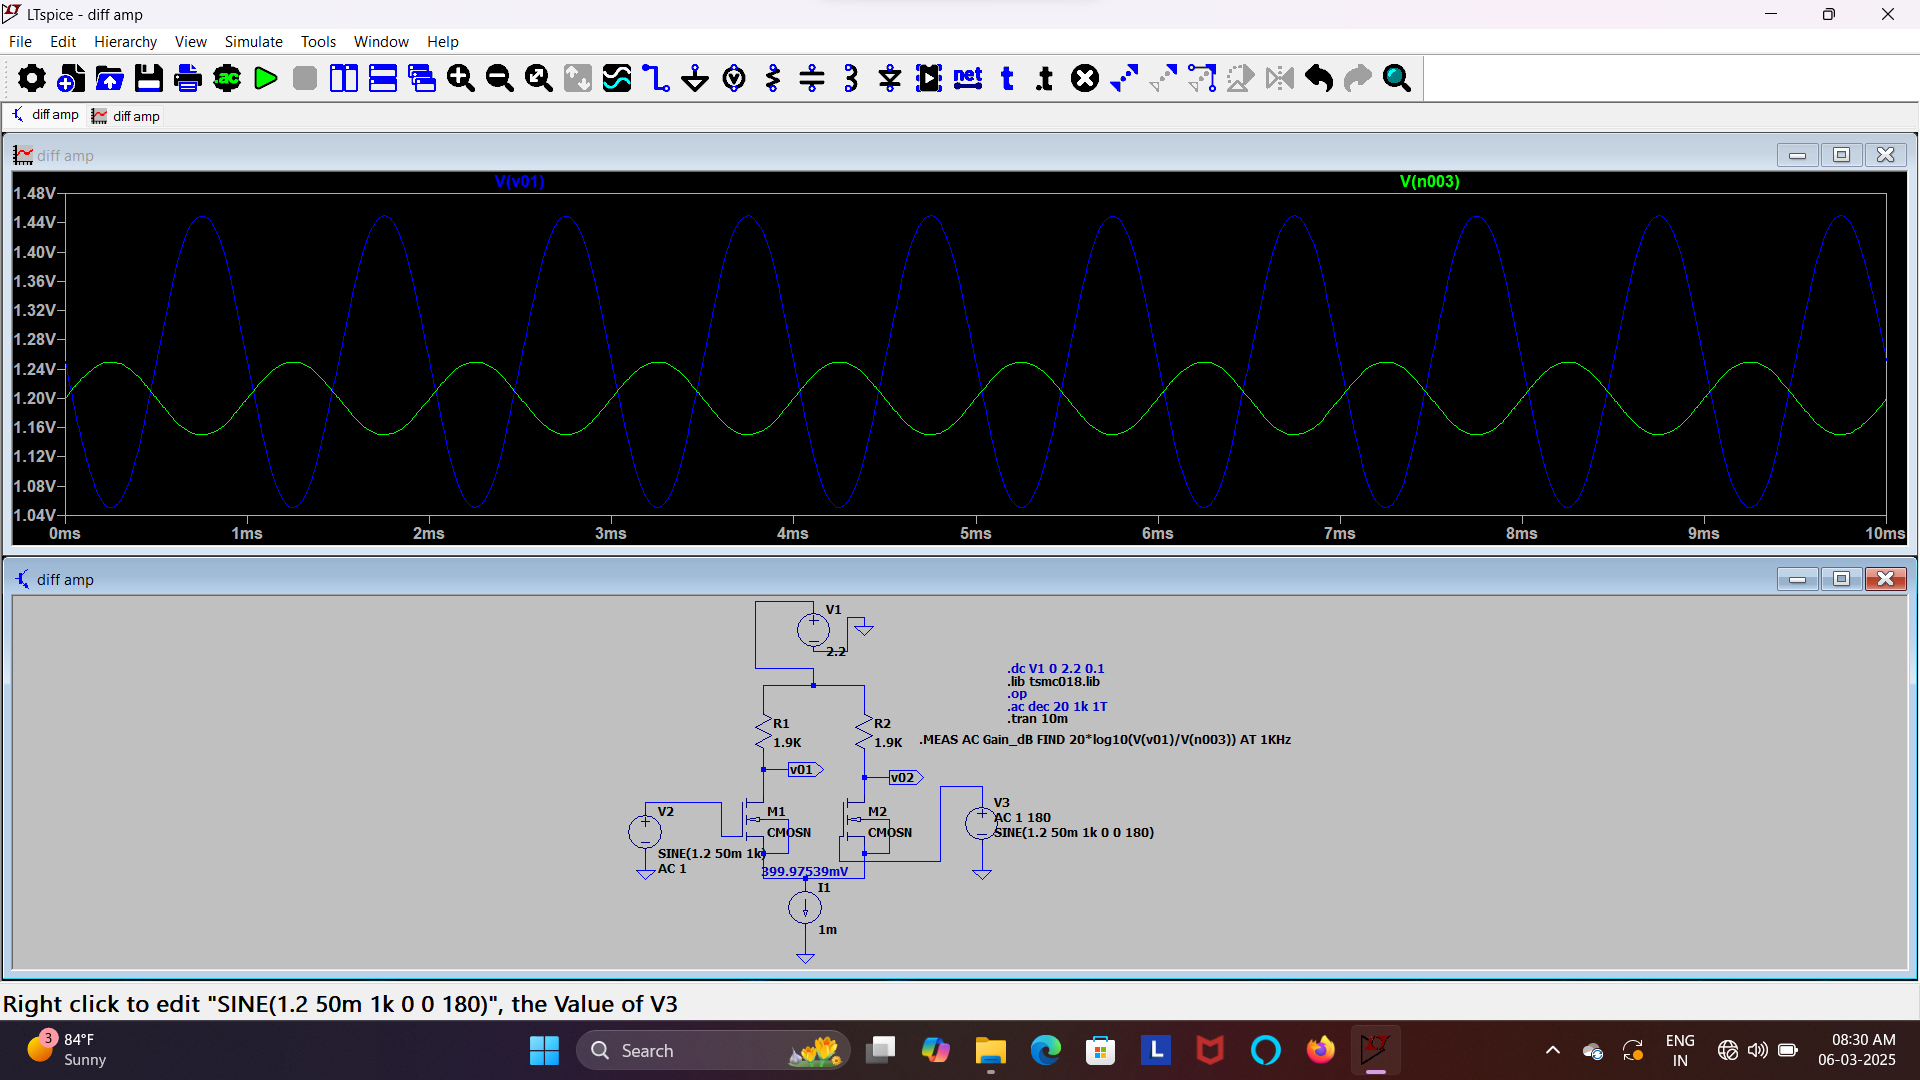 LTspice - diff amp
File Edit Hierarchy View Simulate Tools Window Help
.ac net t .t
diff amp diff amp
diff amp
V(v01) V(n003)
1.48V
1.44V
1.40V
1.36V
1.32V
1.28V
1.24V
1.20V
1.16V
1.12V
1.08V
1.04V
0ms 1ms 2ms 3ms 4ms 5ms 6ms 7ms 8ms 9ms 10ms
diff amp
V1
2.2
.dc V1 0 2.2 0.1
.lib tsmc018.lib
.op
.ac dec 20 1k 1T
.tran 10m
R1
1.9K
R2
1.9K
.MEAS AC Gain_dB FIND 20*log10(V(v01)/V(n003)) AT 1KHz
v01
v02
V2
SINE(1.2 50m 1k)
AC 1
M1
CMOSN
M2
CMOSN
V3
AC 1 180
SINE(1.2 50m 1k 0 0 180)
399.97539mV
I1
1m
Right click to edit "SINE(1.2 50m 1k 0 0 180)", the Value of V3
3
84°F
Sunny
Search
L
ENG
IN
08:30 AM
06-03-2025